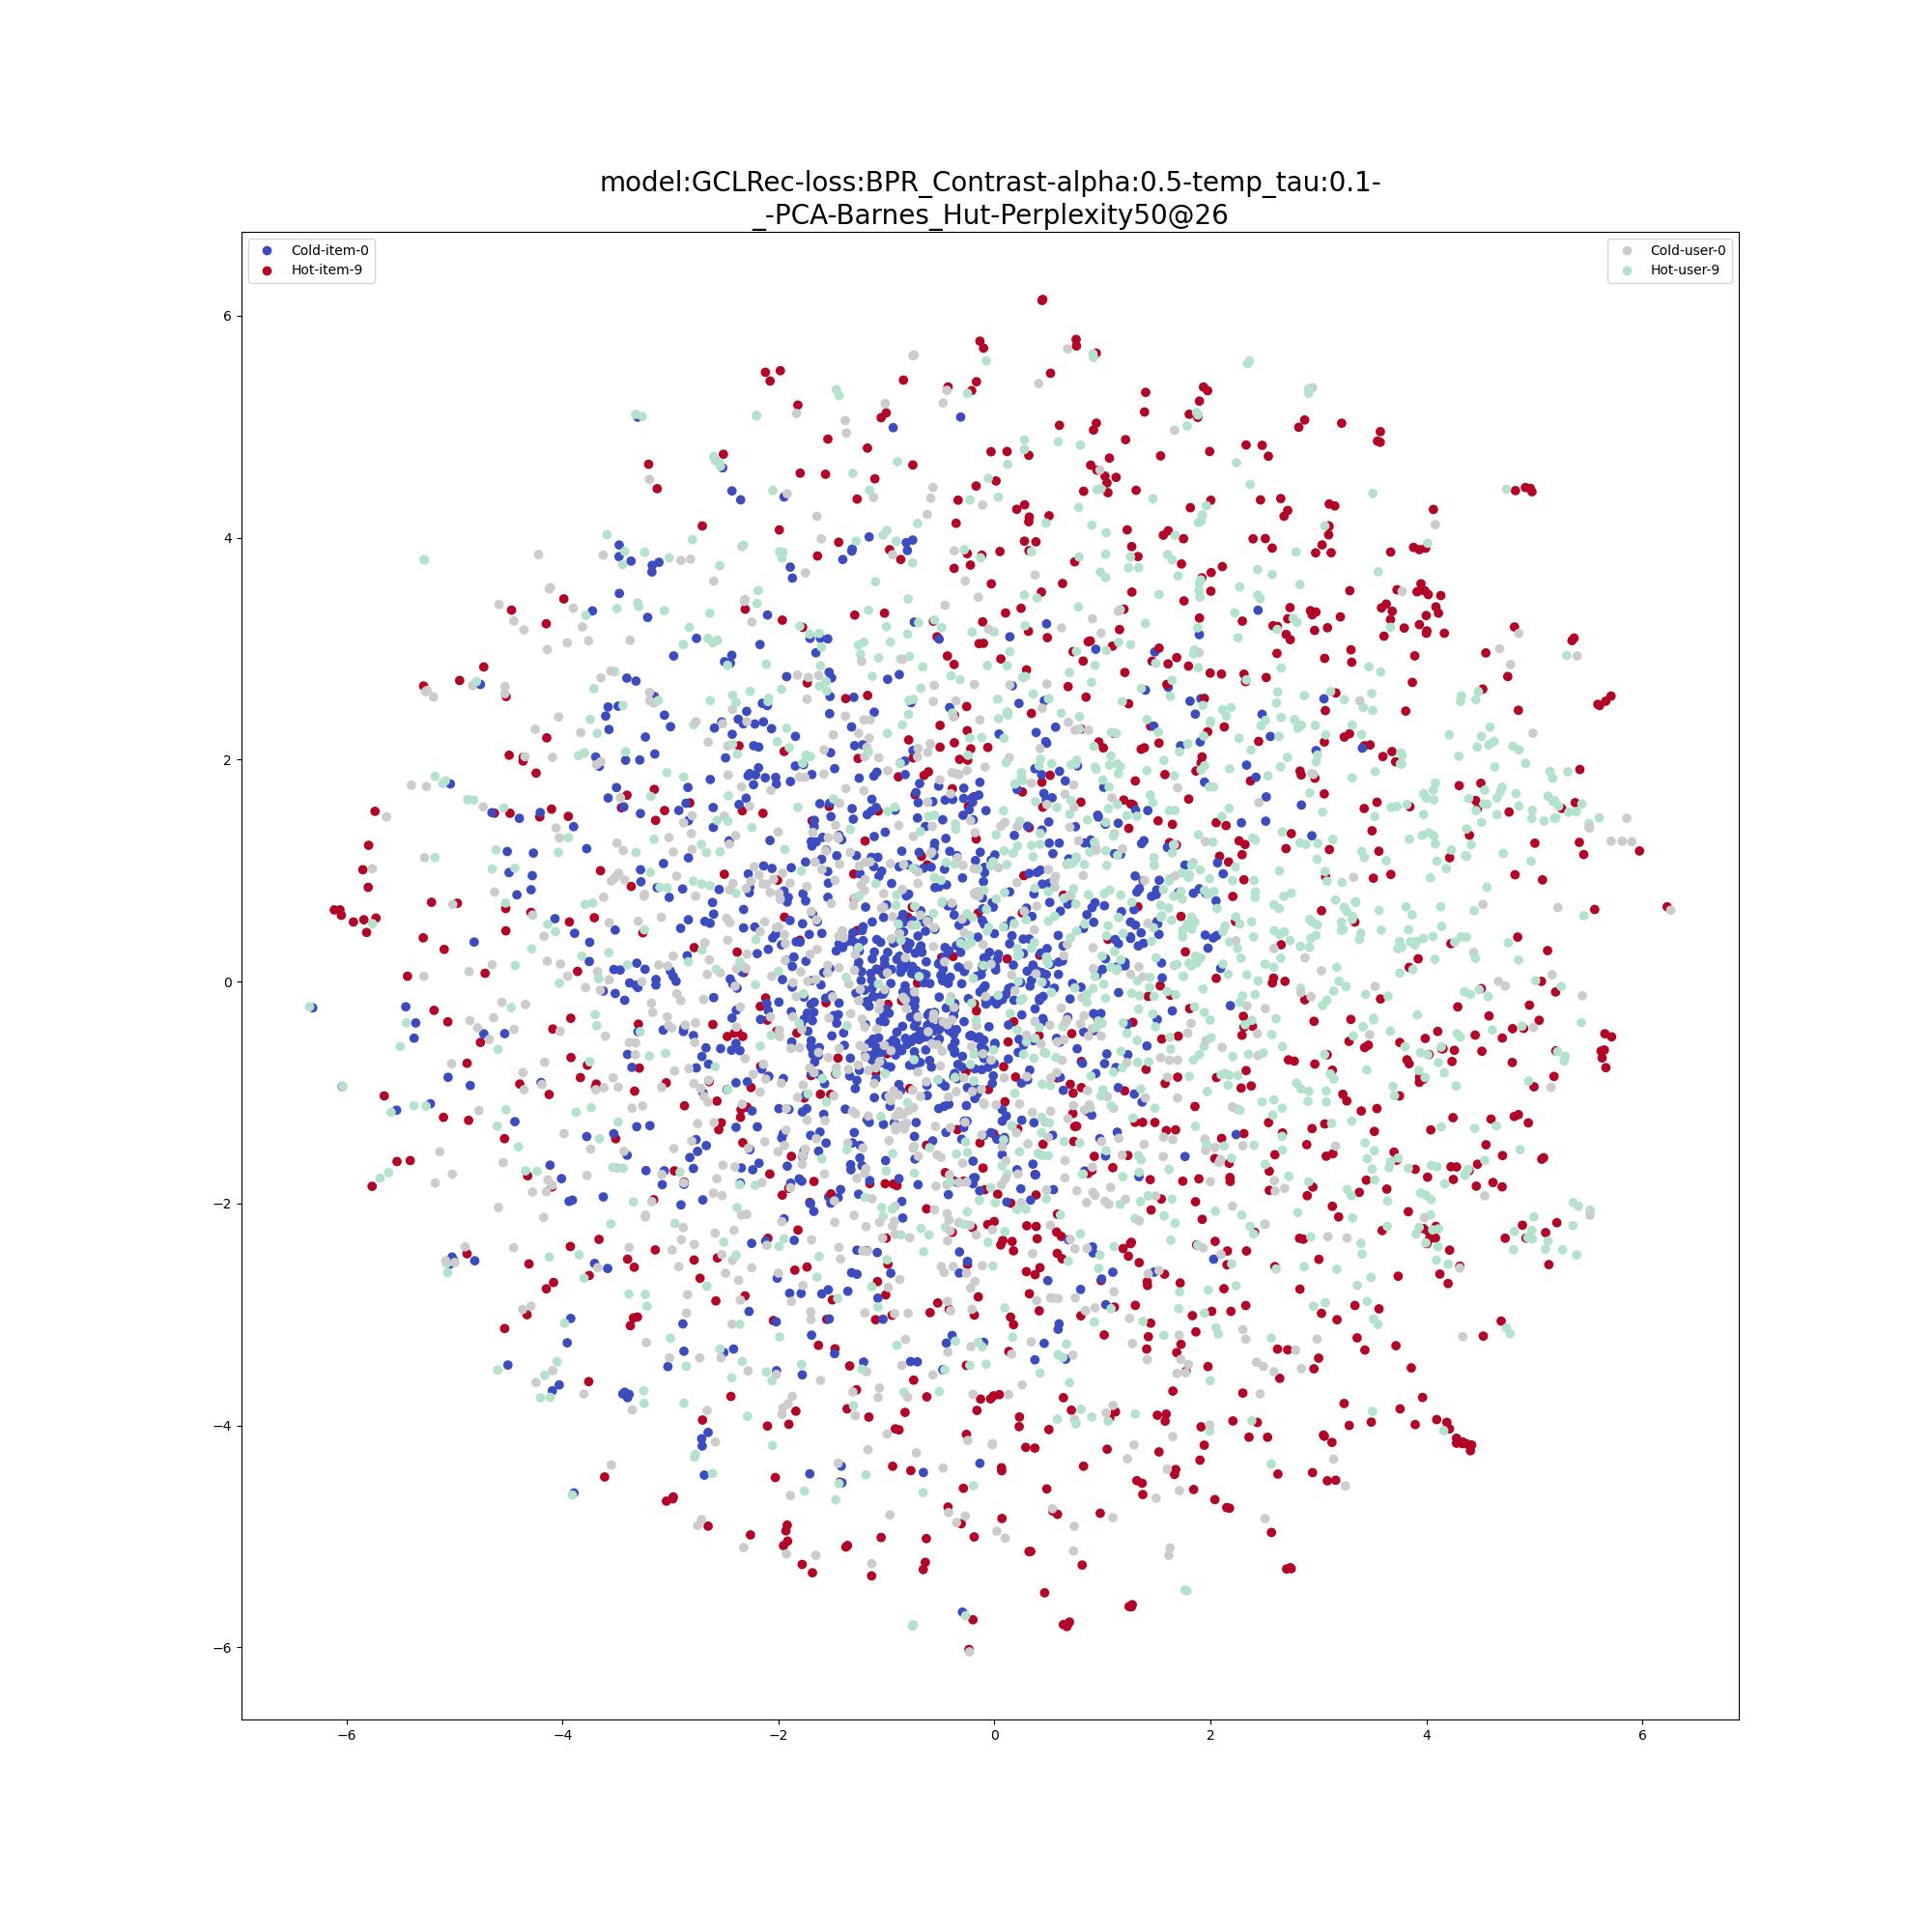 model:GCLRec-loss:BPR_Contrast-alpha:0.5-temp_tau:0.1-
_-PCA-Barnes_Hut-Perplexity50@26
Cold-item-0
Hot-item-9
Cold-user-0
Hot-user-9
6
4
2
0
−2
−4
−6
−6
−4
−2
0
2
4
6